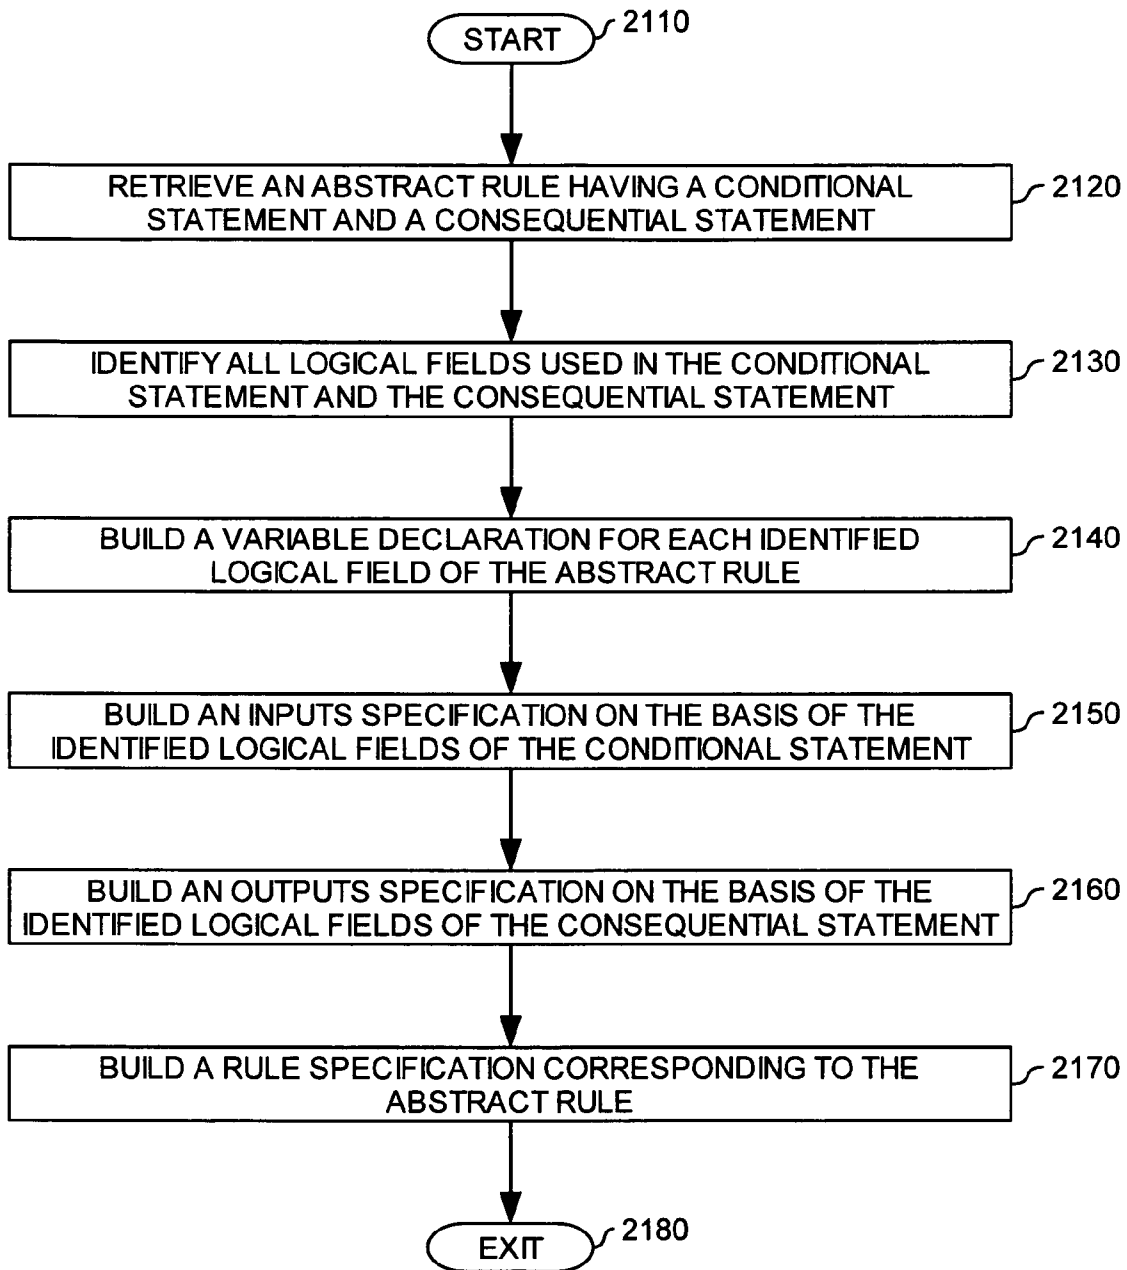 START
2110
RETRIEVE AN ABSTRACT RULE HAVING A CONDITIONAL
STATEMENT AND A CONSEQUENTIAL STATEMENT
2120
IDENTIFY ALL LOGICAL FIELDS USED IN THE CONDITIONAL
STATEMENT AND THE CONSEQUENTIAL STATEMENT
2130
BUILD A VARIABLE DECLARATION FOR EACH IDENTIFIED
LOGICAL FIELD OF THE ABSTRACT RULE
2140
BUILD AN INPUTS SPECIFICATION ON THE BASIS OF THE
IDENTIFIED LOGICAL FIELDS OF THE CONDITIONAL STATEMENT
2150
BUILD AN OUTPUTS SPECIFICATION ON THE BASIS OF THE
IDENTIFIED LOGICAL FIELDS OF THE CONSEQUENTIAL STATEMENT
2160
BUILD A RULE SPECIFICATION CORRESPONDING TO THE
ABSTRACT RULE
2170
EXIT
2180